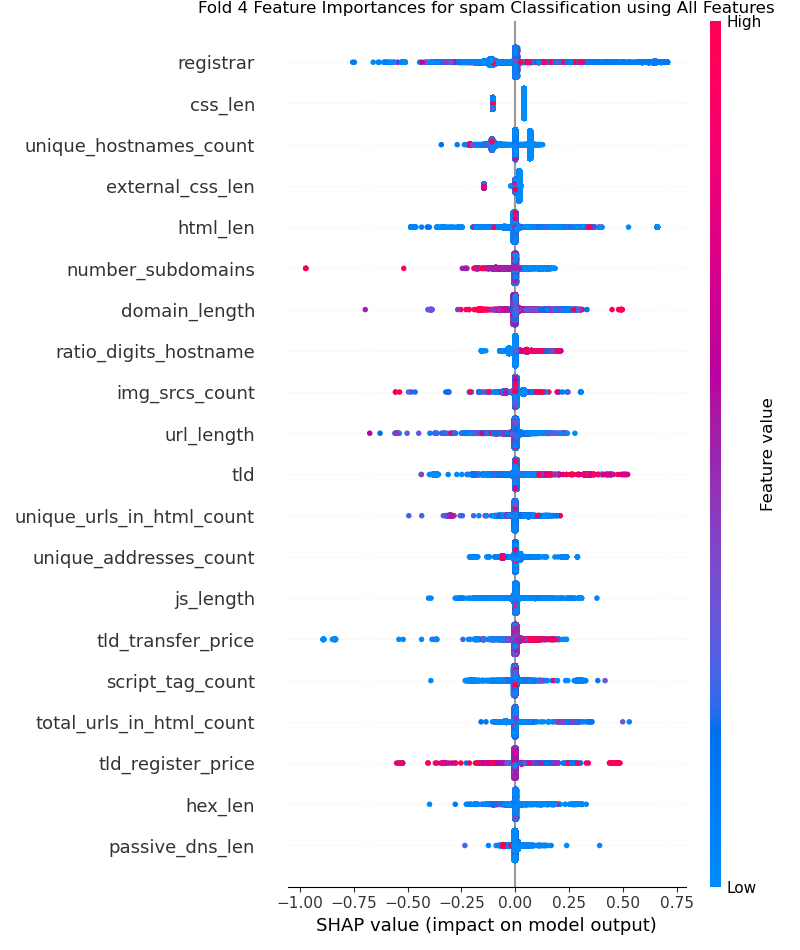 Fold 4 Feature Importances for spam Classification using All Features
High
registrar
css_len
unique_hostnames_count
external_css_len
html_len
number_subdomains
domain_length
ratio_digits_hostname
img_srcs_count
url_length
tld
unique_urls_in_html_count
unique_addresses_count
js_length
tld_transfer_price
script_tag_count
total_urls_in_html_count
tld_register_price
hex_len
passive_dns_len
Feature value
Low
−1.00 −0.75 −0.50 −0.25 0.00 0.25 0.50 0.75
SHAP value (impact on model output)